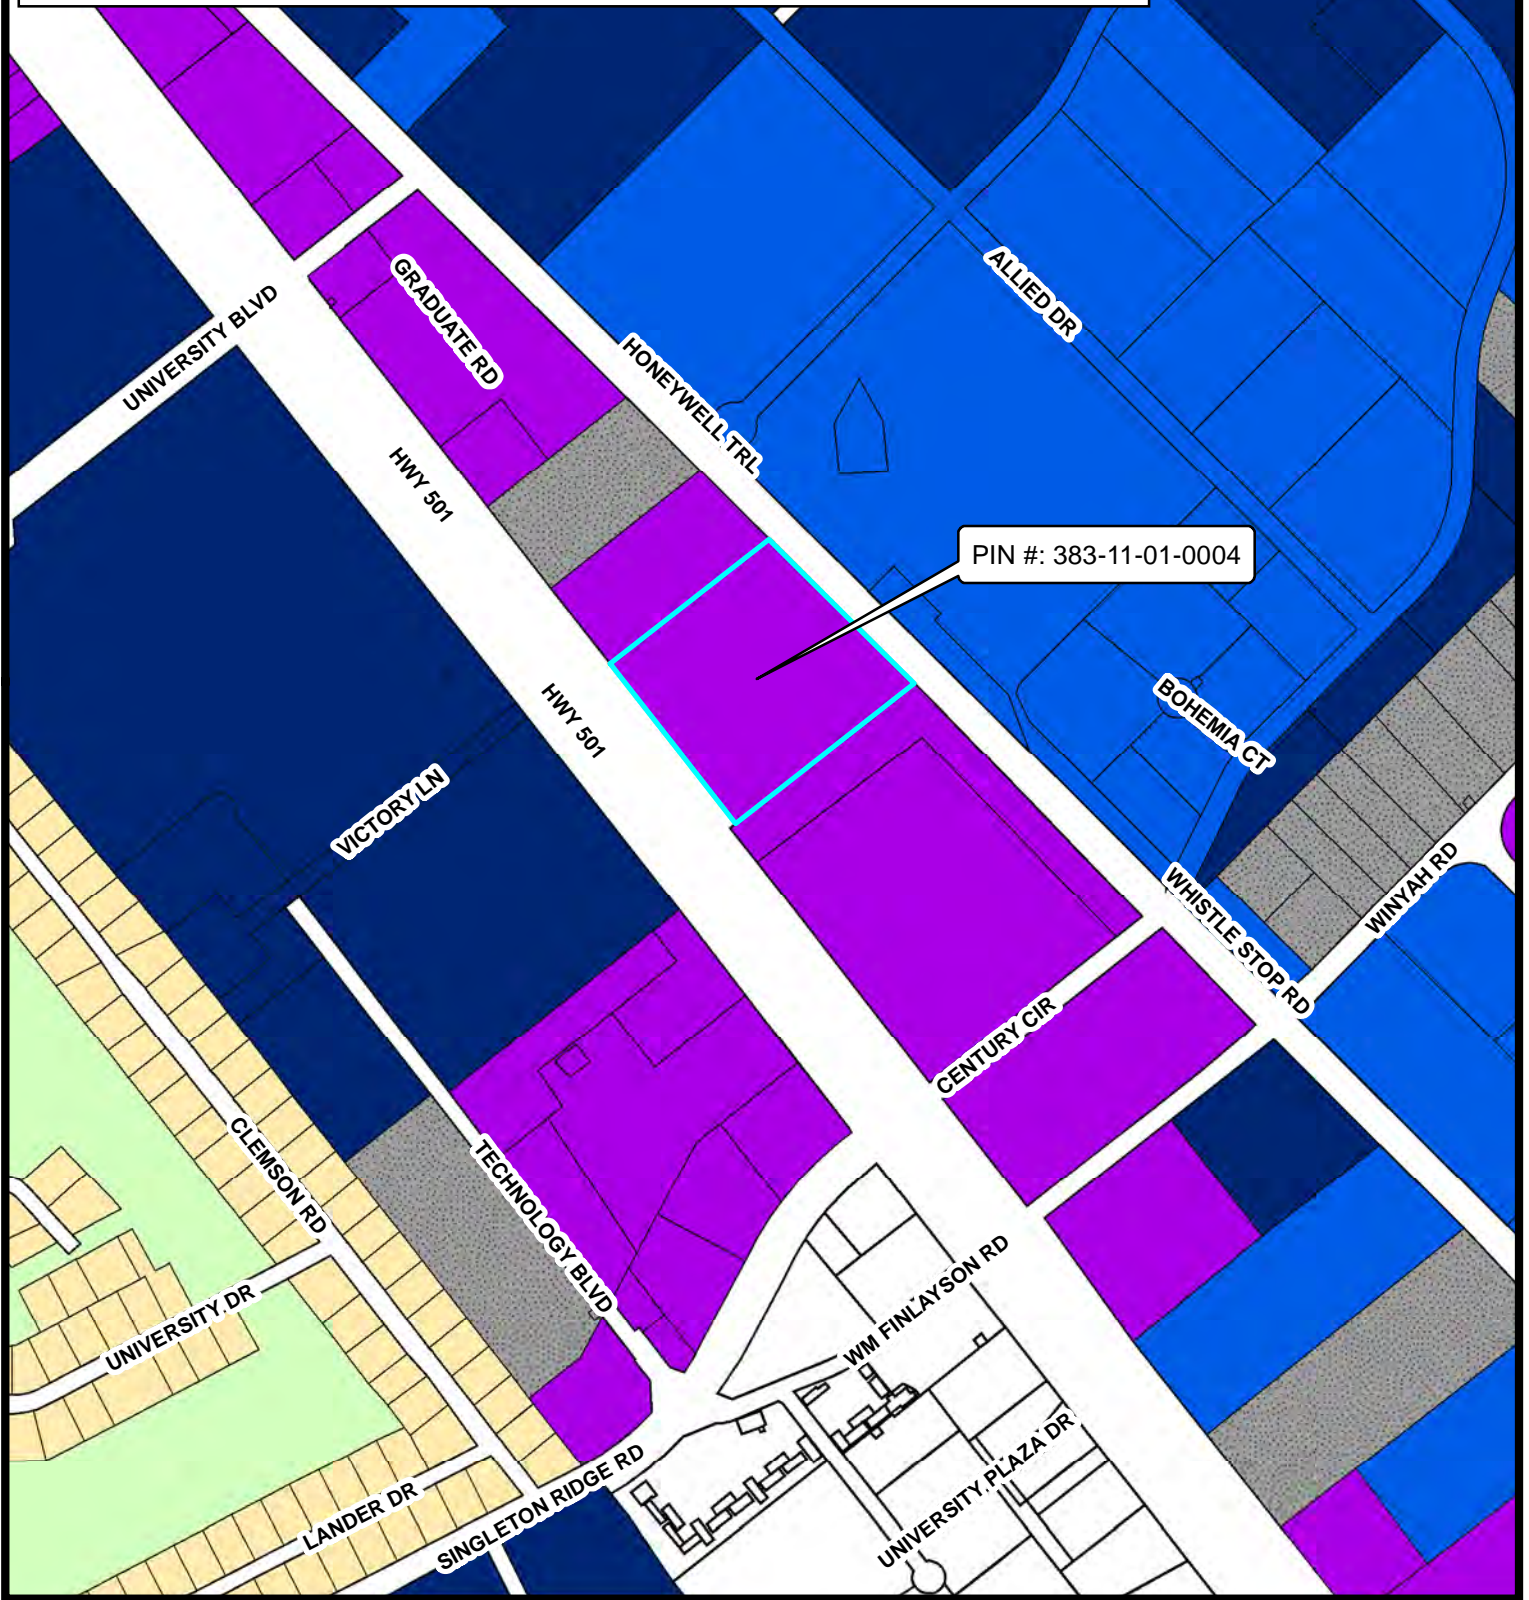 ALLIED DR
GRADUATE RD
UNIVERSITY BLVD
HONEYWELL TRL
HWY 501
PIN #: 383-11-01-0004
HWY 501
BOHEMIA CT
VICTORY LN
WINYAH RD
WHISTLE STOP RD
CENTURY CIR
CLEMSON RD
TECHNOLOGY BLVD
WM FINLAYSON RD
UNIVERSITY DR
UNIVERSITY PLAZA DR
LANDER DR
SINGLETON RIDGE RD